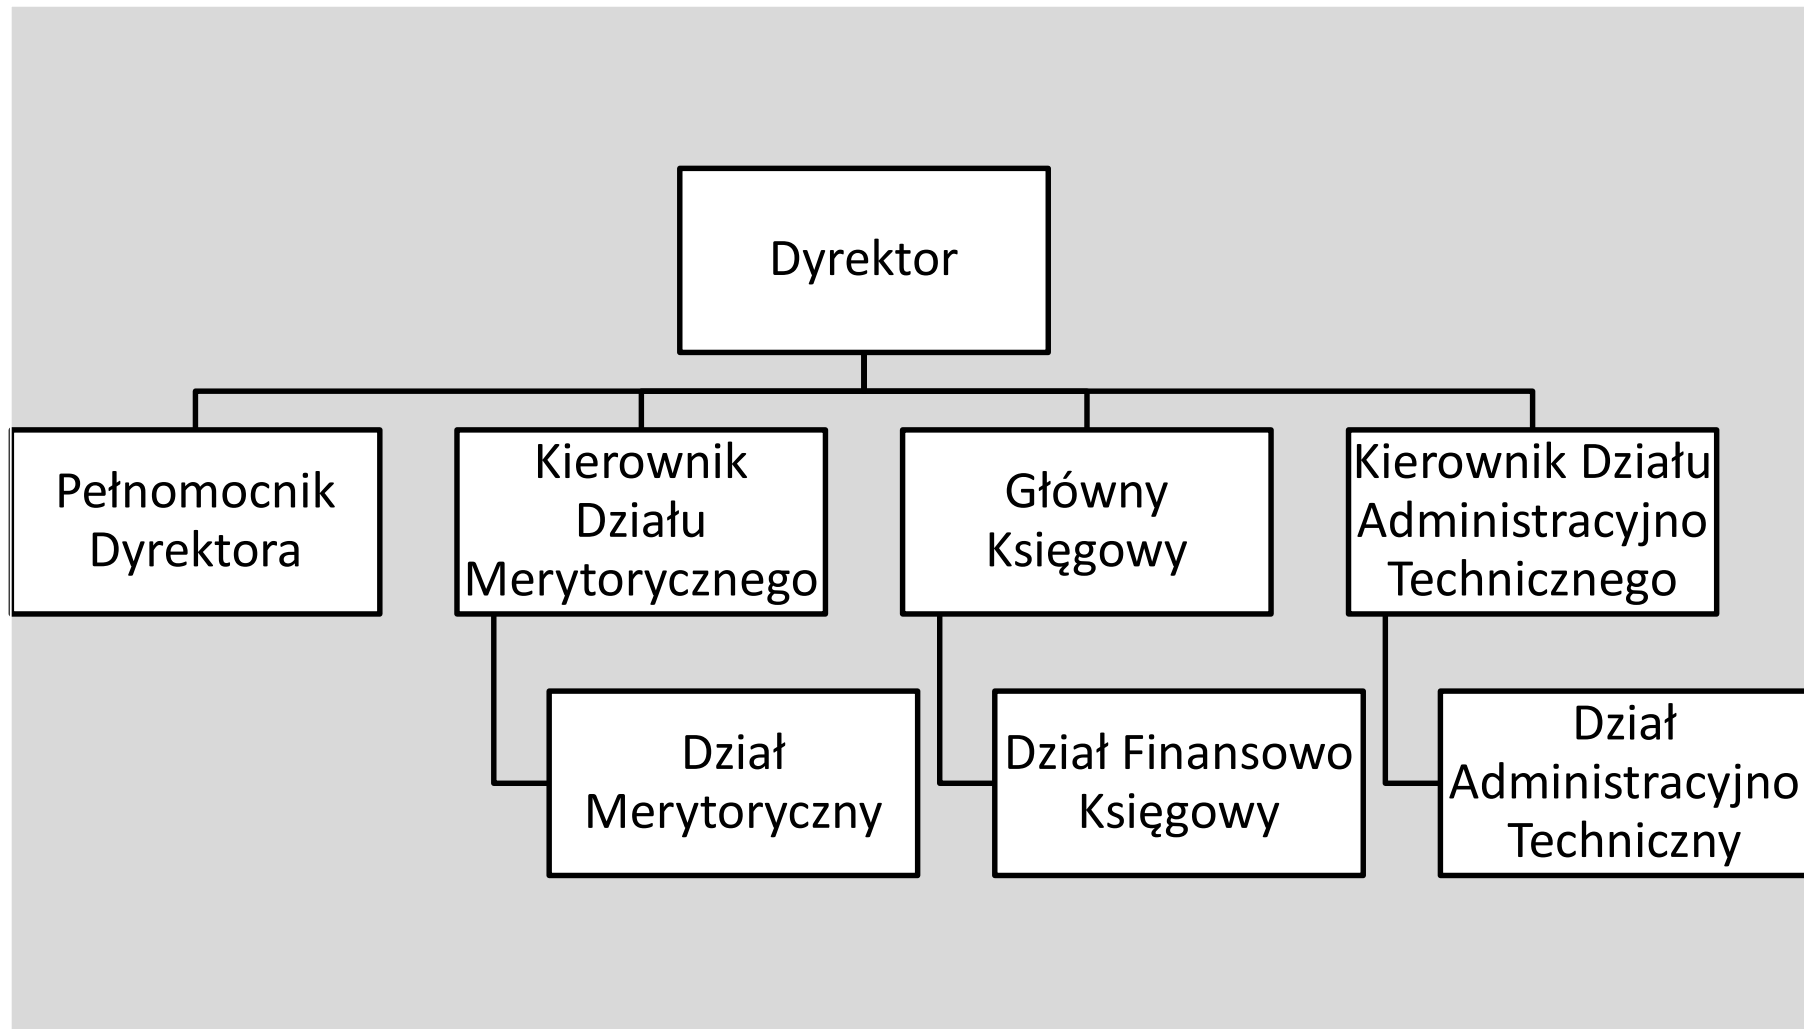 Dyrektor
Pełnomocnik
Dyrektora
Kierownik
Działu
Merytorycznego
Główny
Księgowy
Kierownik Działu
Administracyjno
Technicznego
Dział
Merytoryczny
Dział Finansowo
Księgowy
Dział
Administracyjno
Techniczny